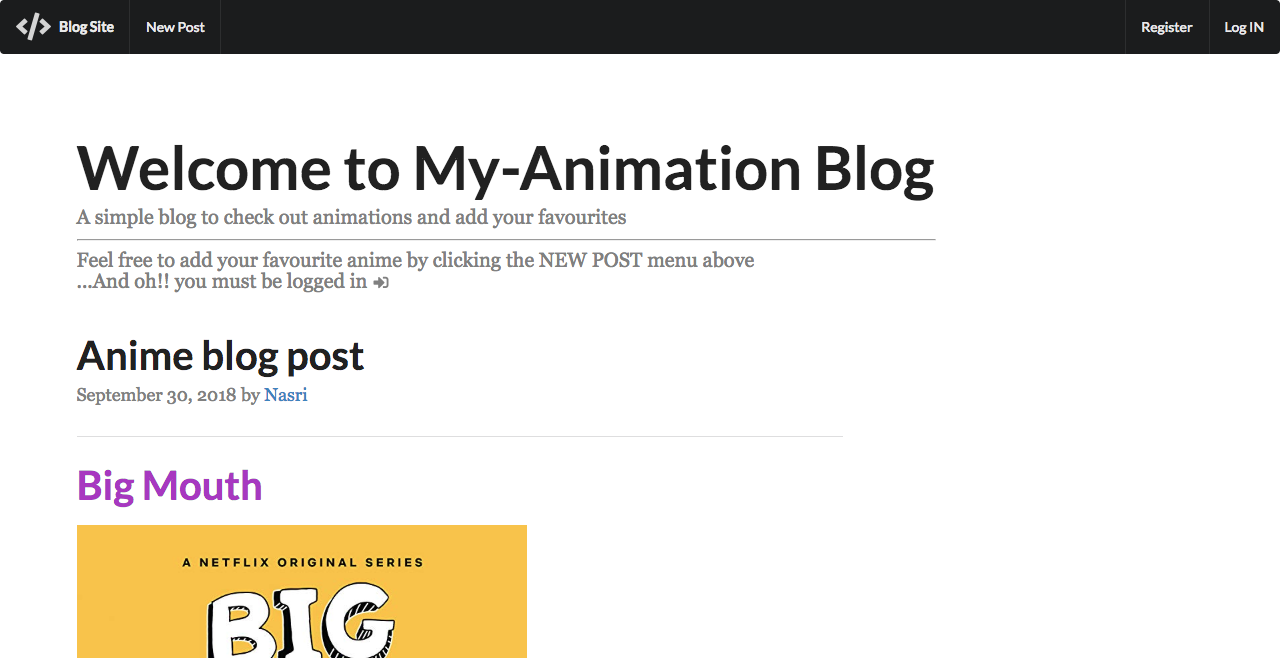 Blog Site
New Post
Register
Log IN
Welcome to My-Animation Blog
A simple blog to check out animations and add your favourites
Feel free to add your favourite anime by clicking the NEW POST menu above
...And oh!! you must be logged in
Anime blog post
September 30, 2018 by Nasri
Big Mouth
A NETFLIX ORIGINAL SERIES
BIG